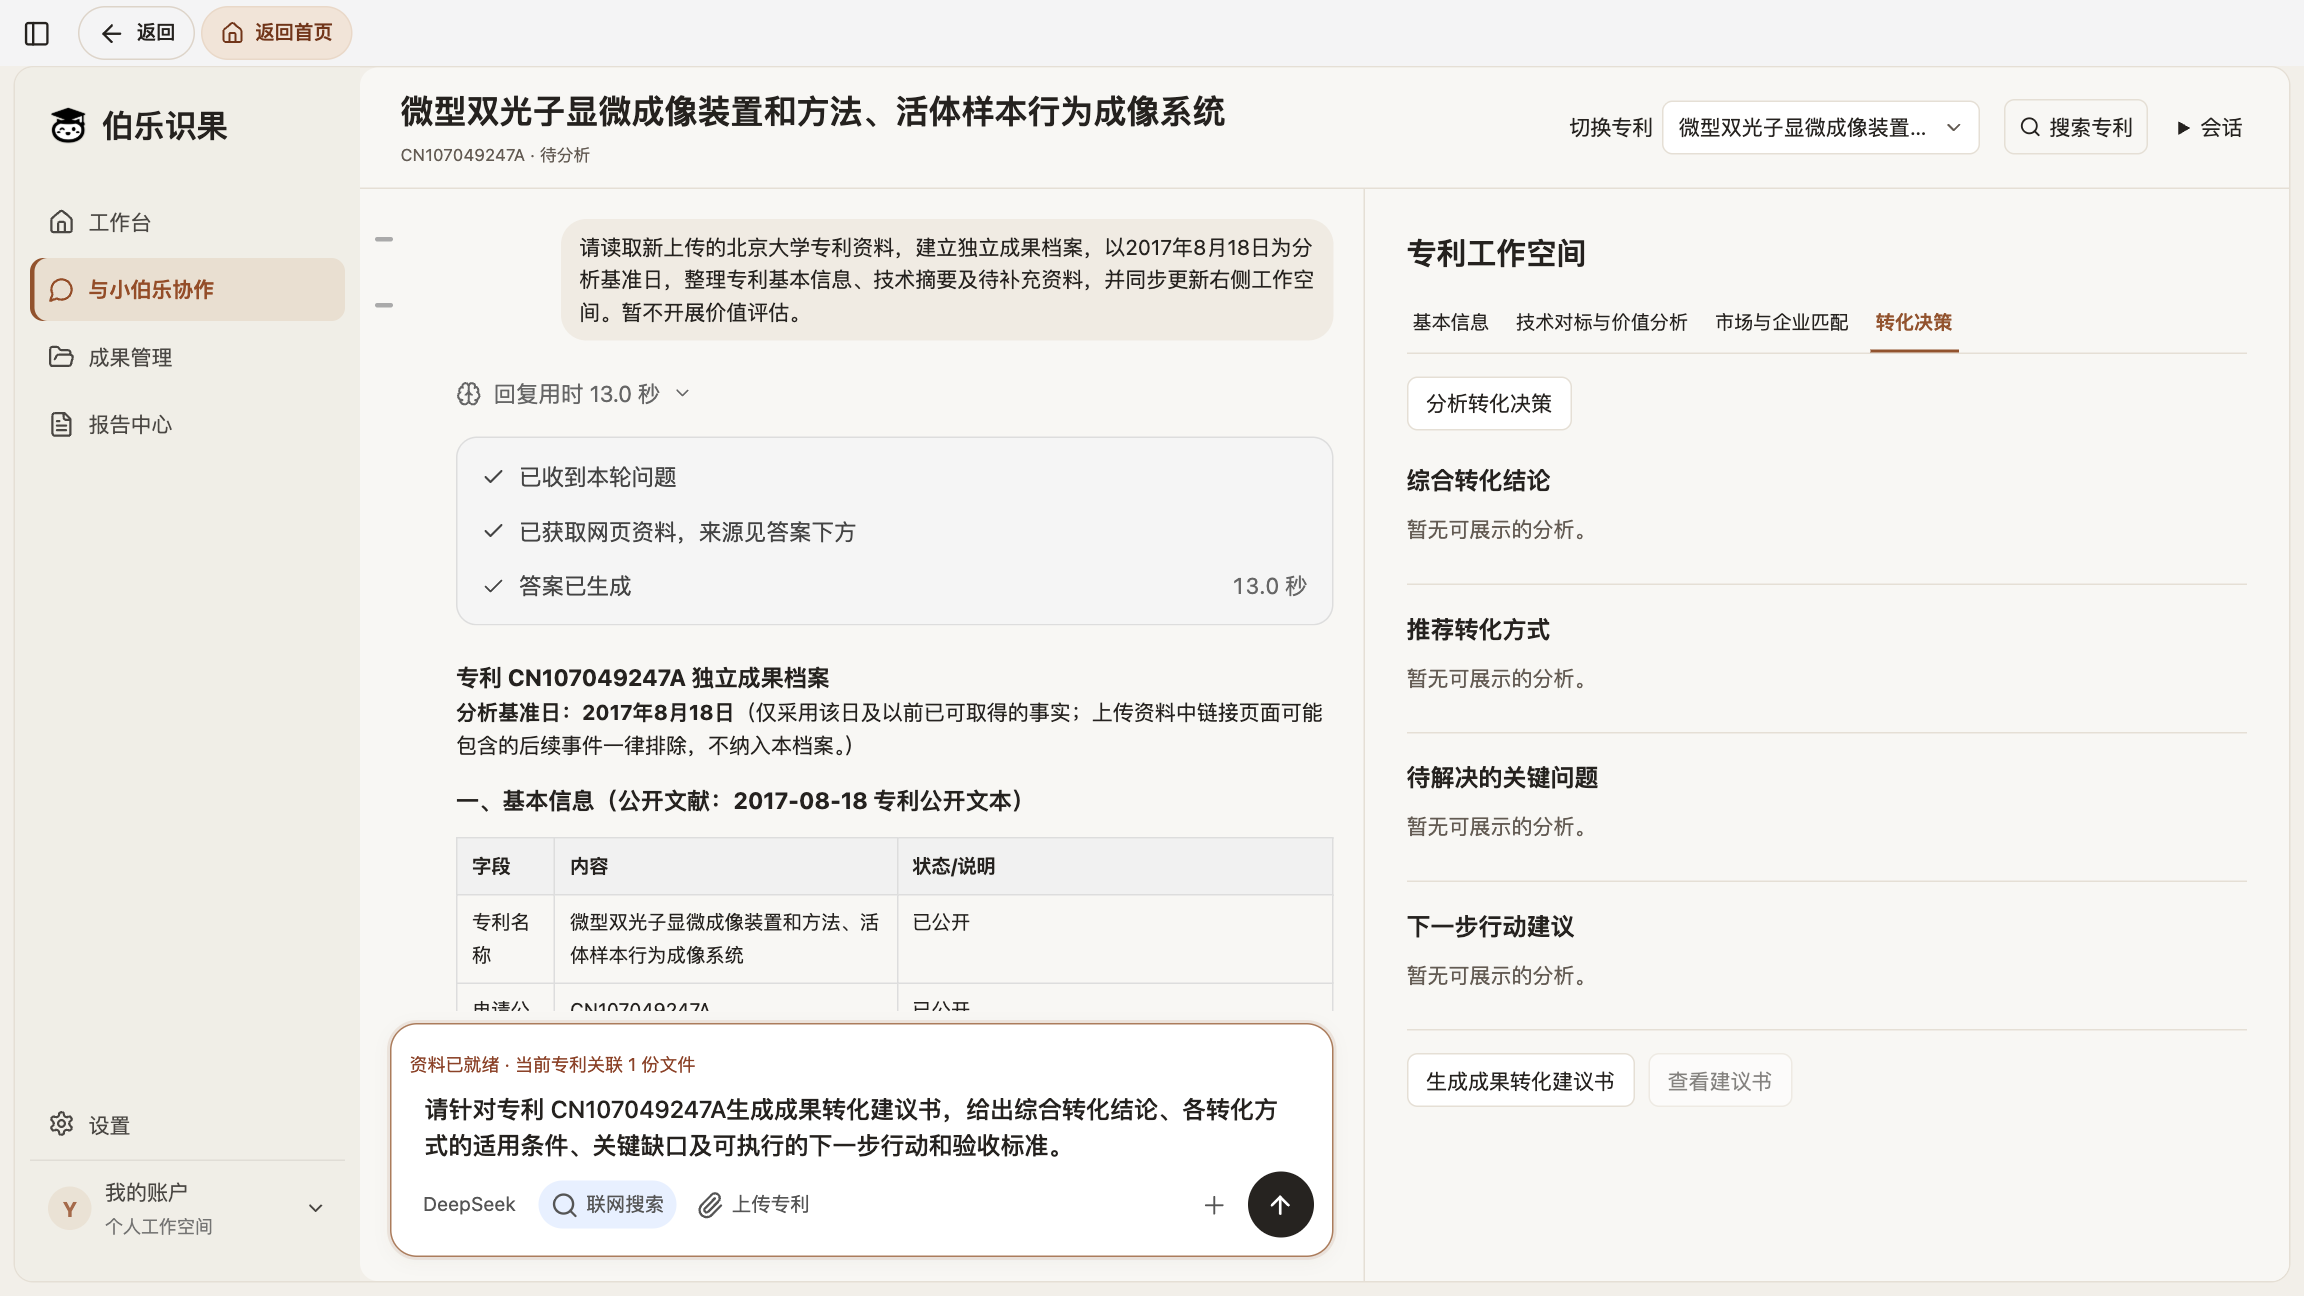 返回
返回首页
伯乐识果
工作台
与小伯乐协作
成果管理
报告中心
设置
Y
我的账户
个人工作空间
微型双光子显微成像装置和方法、活体样本行为成像系统
CN107049247A · 待分析
切换专利
微型双光子显微成像装置...
搜索专利
会话
请读取新上传的北京大学专利资料，建立独立成果档案，以2017年8月18日为分
析基准日，整理专利基本信息、技术摘要及待补充资料，并同步更新右侧工作空
间。暂不开展价值评估。
回复用时 13.0 秒
已收到本轮问题
已获取网页资料，来源见答案下方
答案已生成
13.0 秒
专利 CN107049247A 独立成果档案
分析基准日：2017年8月18日（仅采用该日及以前已可取得的事实；上传资料中链接页面可能
包含的后续事件一律排除，不纳入本档案。）
一、基本信息（公开文献：2017-08-18 专利公开文本）
字段 内容 状态/说明
专利名 微型双光子显微成像装置和方法、活 已公开
称 体样本行为成像系统
申请公 CN107049247A 已公开
资料已就绪 · 当前专利关联 1 份文件
请针对专利 CN107049247A生成成果转化建议书，给出综合转化结论、各转化方
式的适用条件、关键缺口及可执行的下一步行动和验收标准。
DeepSeek
联网搜索
上传专利
专利工作空间
基本信息 技术对标与价值分析 市场与企业匹配 转化决策
分析转化决策
综合转化结论
暂无可展示的分析。
推荐转化方式
暂无可展示的分析。
待解决的关键问题
暂无可展示的分析。
下一步行动建议
暂无可展示的分析。
生成成果转化建议书
查看建议书